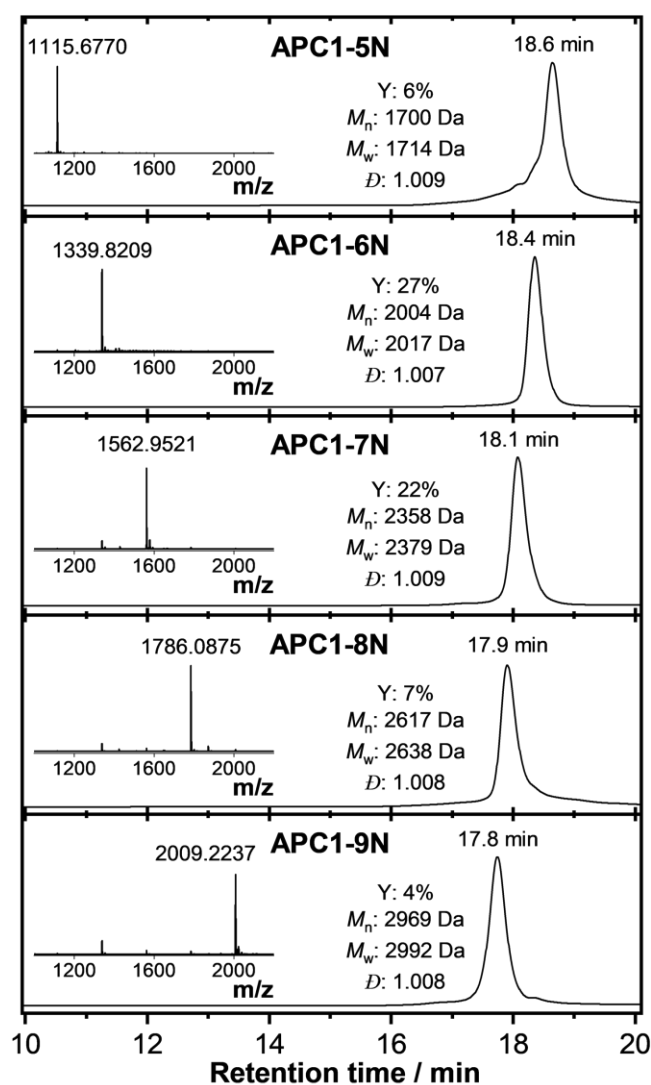 APC1-5N
1115.6770
18.6 min
Y: 6%
Mn: 1700 Da
Mw: 1714 Da
Đ: 1.009
1200 1600 2000
m/z
APC1-6N
1339.8209
18.4 min
Y: 27%
Mn: 2004 Da
Mw: 2017 Da
Đ: 1.007
1200 1600 2000
m/z
APC1-7N
1562.9521
18.1 min
Y: 22%
Mn: 2358 Da
Mw: 2379 Da
Đ: 1.009
1200 1600 2000
m/z
APC1-8N
1786.0875
17.9 min
Y: 7%
Mn: 2617 Da
Mw: 2638 Da
Đ: 1.008
1200 1600 2000
m/z
APC1-9N
2009.2237
17.8 min
Y: 4%
Mn: 2969 Da
Mw: 2992 Da
Đ: 1.008
1200 1600 2000
m/z
10 12 14 16 18 20
Retention time / min